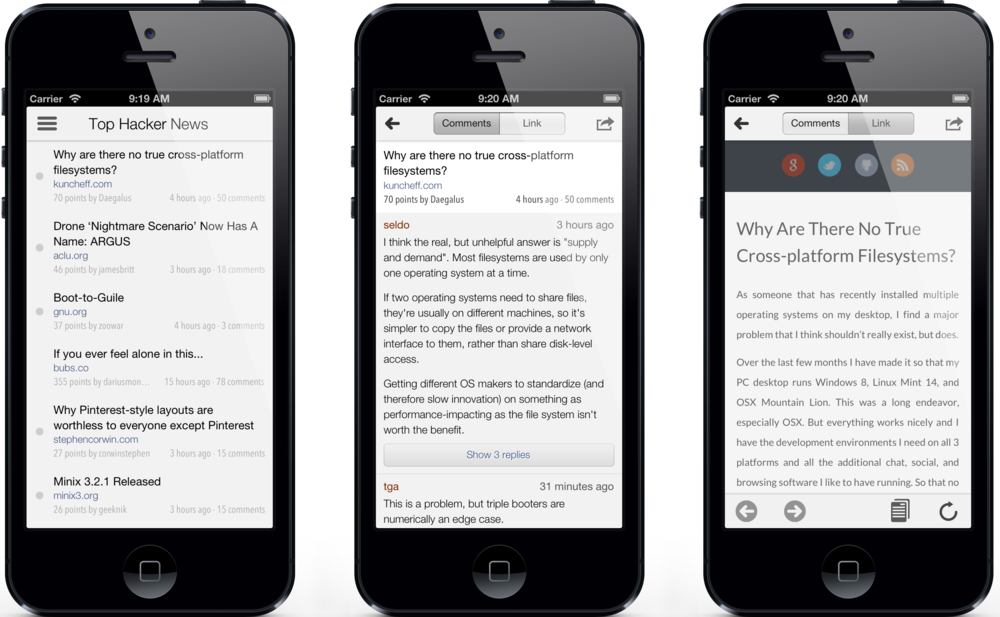 Carrier 9:19 AM
Top Hacker News
Why are there no true cross-platform
filesystems?
kuncheff.com
70 points by Daegalus 4 hours ago · 50 comments
Drone ‘Nightmare Scenario’ Now Has A
Name: ARGUS
aclu.org
46 points by jamesbritt 3 hours ago · 18 comments
Boot-to-Guile
gnu.org
37 points by zoowar 4 hours ago · 3 comments
If you ever feel alone in this...
bubs.co
355 points by dariusmon... 15 hours ago · 78 comments
Why Pinterest-style layouts are
worthless to everyone except Pinterest
stephencorwin.com
27 points by corwinstephen 3 hours ago · 15 comments
Minix 3.2.1 Released
minix3.org
26 points by geeknik 3 hours ago · 15 comments
Carrier 9:20 AM
Comments Link
Why are there no true cross-platform
filesystems?
kuncheff.com
70 points by Daegalus 4 hours ago · 50 comments
seldo 3 hours ago
I think the real, but unhelpful answer is "supply
and demand". Most filesystems are used by only
one operating system at a time.
If two operating systems need to share files,
they're usually on different machines, so it's
simpler to copy the files or provide a network
interface to them, rather than share disk-level
access.
Getting different OS makers to standardize (and
therefore slow innovation) on something as
performance-impacting as the file system isn't
worth the benefit.
Show 3 replies
tga 31 minutes ago
This is a problem, but triple booters are
numerically an edge case.
Carrier 9:20 AM
Comments Link
g
Why Are There No True
Cross-platform Filesystems?
As someone that has recently installed multiple
operating systems on my desktop, I find a major
problem that I think shouldn't really exist, but does.
Over the last few months I have made it so that my
PC desktop runs Windows 8, Linux Mint 14, and
OSX Mountain Lion. This was a long endeavor,
especially OSX. But everything works nicely and I
have the development environments I need on all 3
platforms and all the additional chat, social, and
browsing software I like to have running. So that no